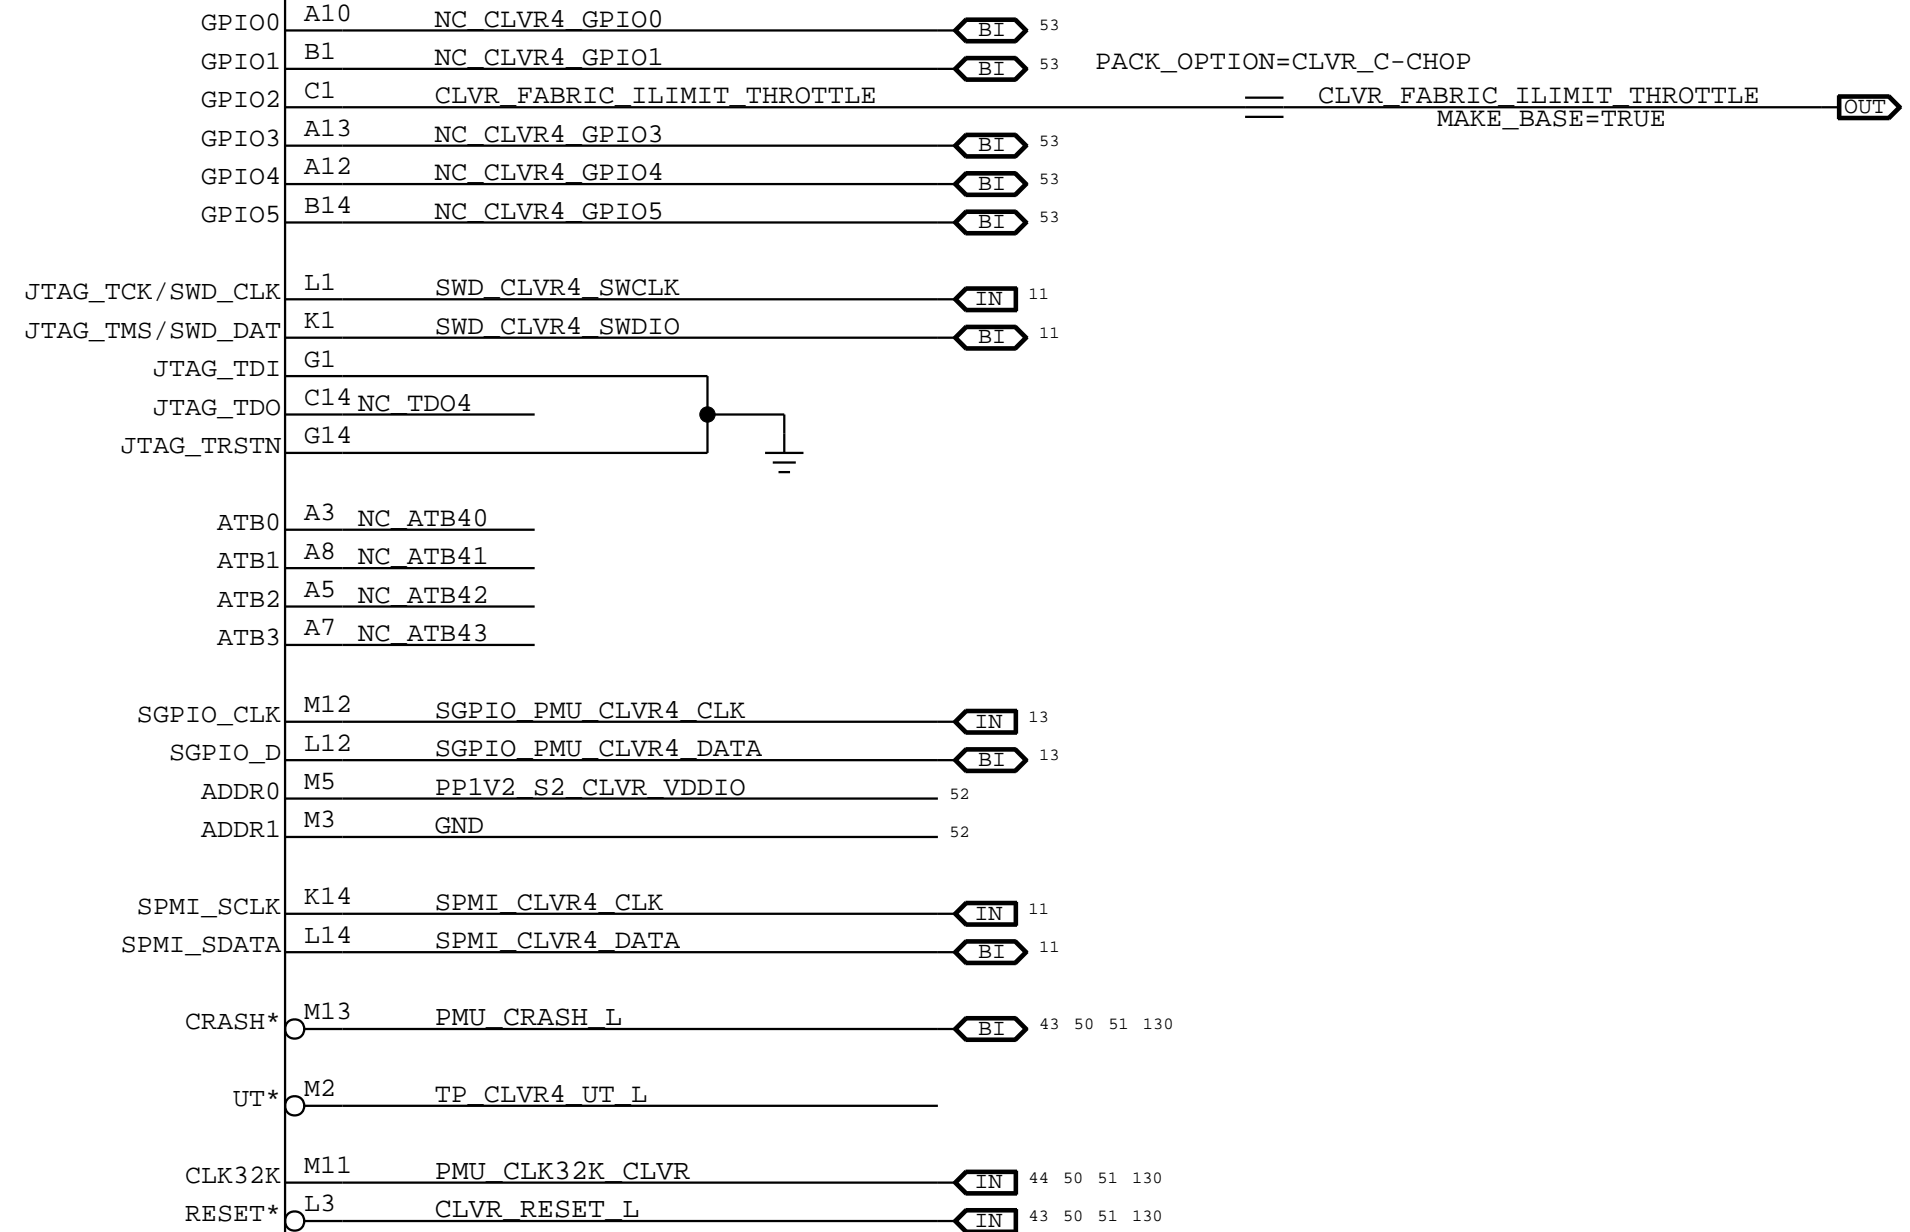 GPIO0 A10 NC_CLVR4_GPIO0 BI 53
GPIO1 B1 NC_CLVR4_GPIO1 BI 53 PACK_OPTION=CLVR_C-CHOP
GPIO2 C1 CLVR_FABRIC_ILIMIT_THROTTLE CLVR_FABRIC_ILIMIT_THROTTLE OUT
MAKE_BASE=TRUE
GPIO3 A13 NC_CLVR4_GPIO3 BI 53
GPIO4 A12 NC_CLVR4_GPIO4 BI 53
GPIO5 B14 NC_CLVR4_GPIO5 BI 53
JTAG_TCK/SWD_CLK L1 SWD_CLVR4_SWCLK IN 11
JTAG_TMS/SWD_DAT K1 SWD_CLVR4_SWDIO BI 11
JTAG_TDI G1
JTAG_TDO C14 NC_TDO4
JTAG_TRSTN G14
ATB0 A3 NC_ATB40
ATB1 A8 NC_ATB41
ATB2 A5 NC_ATB42
ATB3 A7 NC_ATB43
SGPIO_CLK M12 SGPIO_PMU_CLVR4_CLK IN 13
SGPIO_D L12 SGPIO_PMU_CLVR4_DATA BI 13
ADDR0 M5 PP1V2_S2_CLVR_VDDIO 52
ADDR1 M3 GND 52
SPMI_SCLK K14 SPMI_CLVR4_CLK IN 11
SPMI_SDATA L14 SPMI_CLVR4_DATA BI 11
CRASH* M13 PMU_CRASH_L BI 43 50 51 130
UT* M2 TP_CLVR4_UT_L
CLK32K M11 PMU_CLK32K_CLVR IN 44 50 51 130
RESET* L3 CLVR_RESET_L IN 43 50 51 130